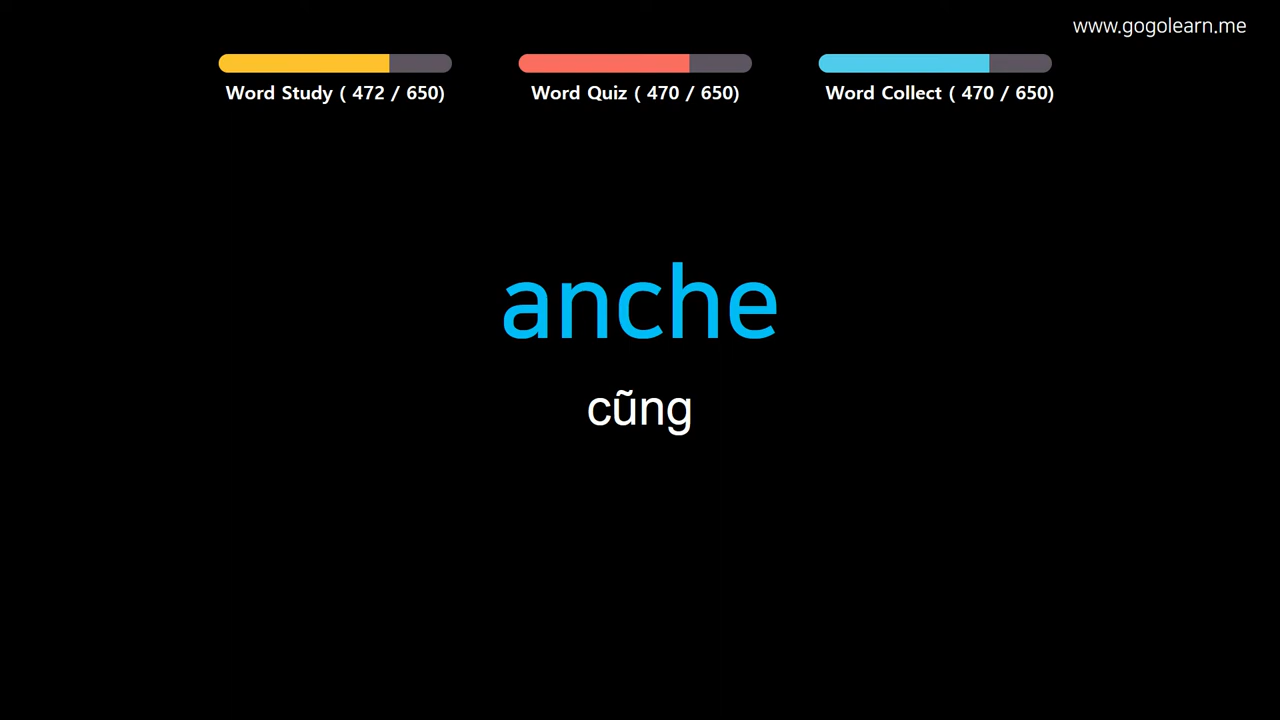 www.gogolearn.me
Word Study ( 472 / 650)
Word Quiz ( 470 / 650)
Word Collect ( 470 / 650)
anche
cũng